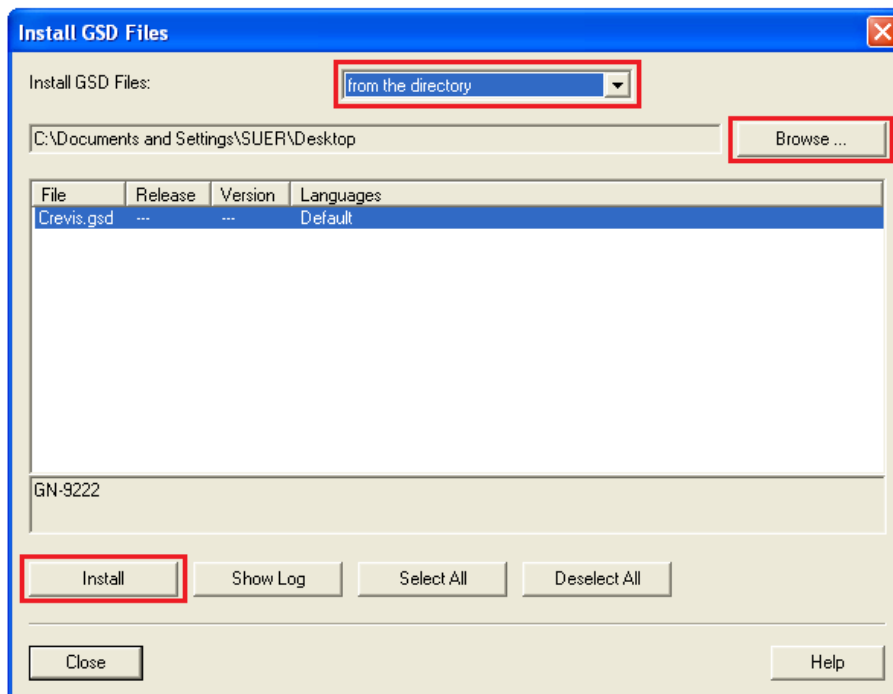 Install GSD Files
Install GSD Files: from the directory
C:\Documents and Settings\SUER\Desktop Browse ...
File Release Version Languages
Crevis.gsd --- --- Default
GN-9222
Install Show Log Select All Deselect All
Close Help